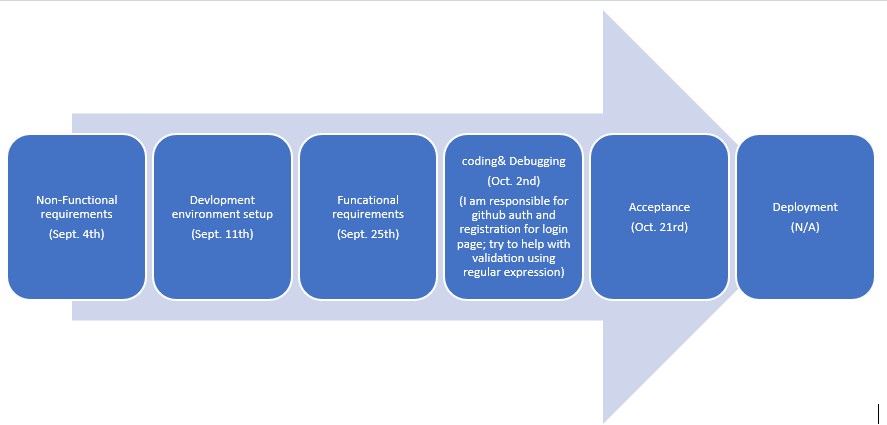 Non-Functional
requirements
(Sept. 4th)
Devlopment
environment setup
(Sept. 11th)
Funcational
requirements
(Sept. 25th)
coding& Debugging
(Oct. 2nd)
(I am responsible for
github auth and
registration for login
page; try to help with
validation using
regular expression)
Acceptance
(Oct. 21rd)
Deployment
(N/A)